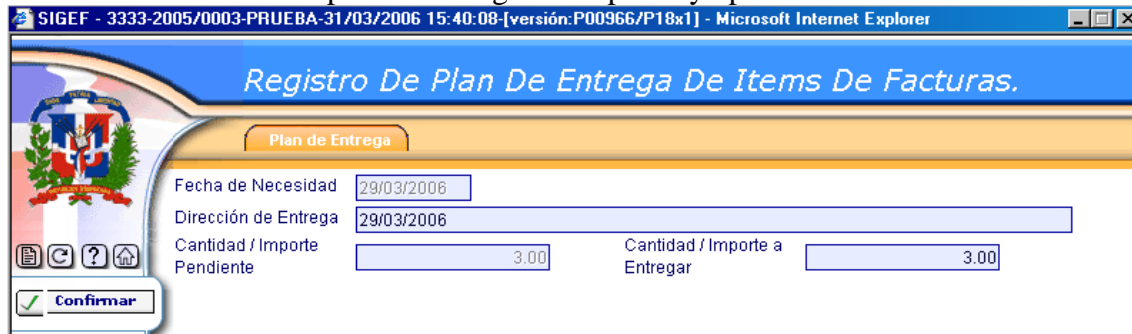 SIGEF - 3333-2005/0003-PRUEBA-31/03/2006 15:40:08-[versión:P00966/P18x1] - Microsoft Internet Explorer
Registro De Plan De Entrega De Items De Facturas.
Plan de Entrega
Fecha de Necesidad 29/03/2006
Dirección de Entrega 29/03/2006
Cantidad / Importe Pendiente 3.00 Cantidad / Importe a Entregar 3.00
Confirmar